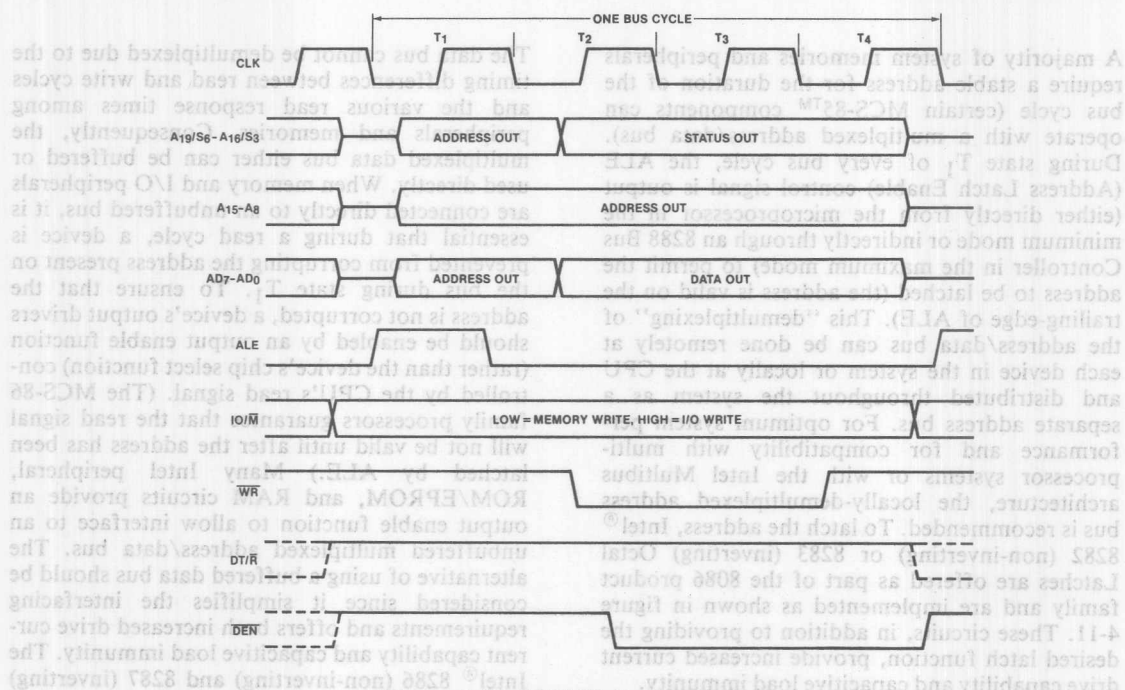 ONE BUS CYCLE
T1 T2 T3 T4
CLK
A19/S6-A16/S3 ADDRESS OUT STATUS OUT
A15-A8 ADDRESS OUT
AD7-AD0 ADDRESS OUT DATA OUT
ALE
IO/M̅ LOW = MEMORY WRITE, HIGH = I/O WRITE
W̅R̅
DT/R̅
D̅E̅N̅
A majority of system memories and peripherals
require a stable address for the duration of the
bus cycle (certain MCS-85TM components can
operate with a multiplexed address/data bus).
During state T1 of every bus cycle, the ALE
(Address Latch Enable) control signal is output
(either directly from the microprocessor in the
minimum mode or indirectly through an 8288 Bus
Controller in the maximum mode) to permit the
address to be latched (the address is valid on the
trailing-edge of ALE). This "demultiplexing" of
the address/data bus can be done remotely at
each device in the system or locally at the CPU
and distributed throughout the system as a
separate address bus. For optimum system per-
formance and for compatibility with multi-
processor systems or with the Intel Multibus
architecture, the locally-demultiplexed address
bus is recommended. To latch the address, Intel®
8282 (non-inverting) or 8283 (inverting) Octal
Latches are offered as part of the 8086 product
family and are implemented as shown in figure
4-11. These circuits, in addition to providing the
desired latch function, provide increased current
drive capability and capacitive load immunity.
The data bus cannot be demultiplexed due to the
timing differences between read and write cycles
and the various read response times among
peripherals and memories. Consequently, the
multiplexed data bus either can be buffered or
used directly. When memory and I/O peripherals
are connected directly to an unbuffered bus, it is
essential that during a read cycle, a device is
prevented from corrupting the address present on
the bus during state T1. To ensure that the
address is not corrupted, a device's output drivers
should be enabled by an output enable function
(rather than the device's chip select function) con-
trolled by the CPU's read signal. (The MCS-86
family processors guarantee that the read signal
will not be valid until after the address has been
latched by ALE.) Many Intel peripheral,
ROM/EPROM, and RAM circuits provide an
output enable function to allow interface to an
unbuffered multiplexed address/data bus. The
alternative of using a buffered data bus should be
considered since it simplifies the interfacing
requirements and offers both increased drive cur-
rent capability and capacitive load immunity. The
Intel® 8286 (non-inverting) and 8287 (inverting)